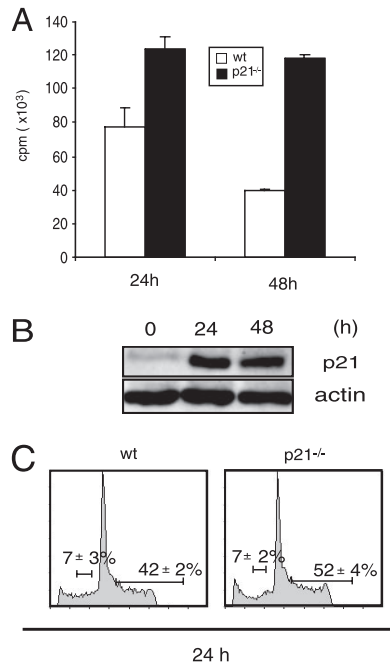 A
140
120
100
80
60
40
20
0
cpm ( x10³)
wt
p21-/-
24h
48h
B
0 24 48 (h)
p21
actin
C
wt p21-/-
7 ± 3% 42 ± 2%
7 ± 2% 52 ± 4%
24 h